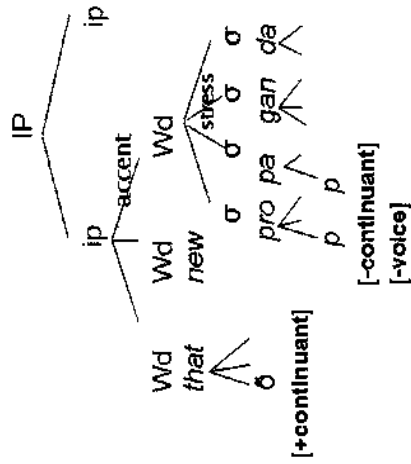 IP
ip ip
accent
Wd Wd Wd
that new
stress
σ σ σ σ
pro pa gan da
ð p p
[+continuant] [-continuant]
[-voice]